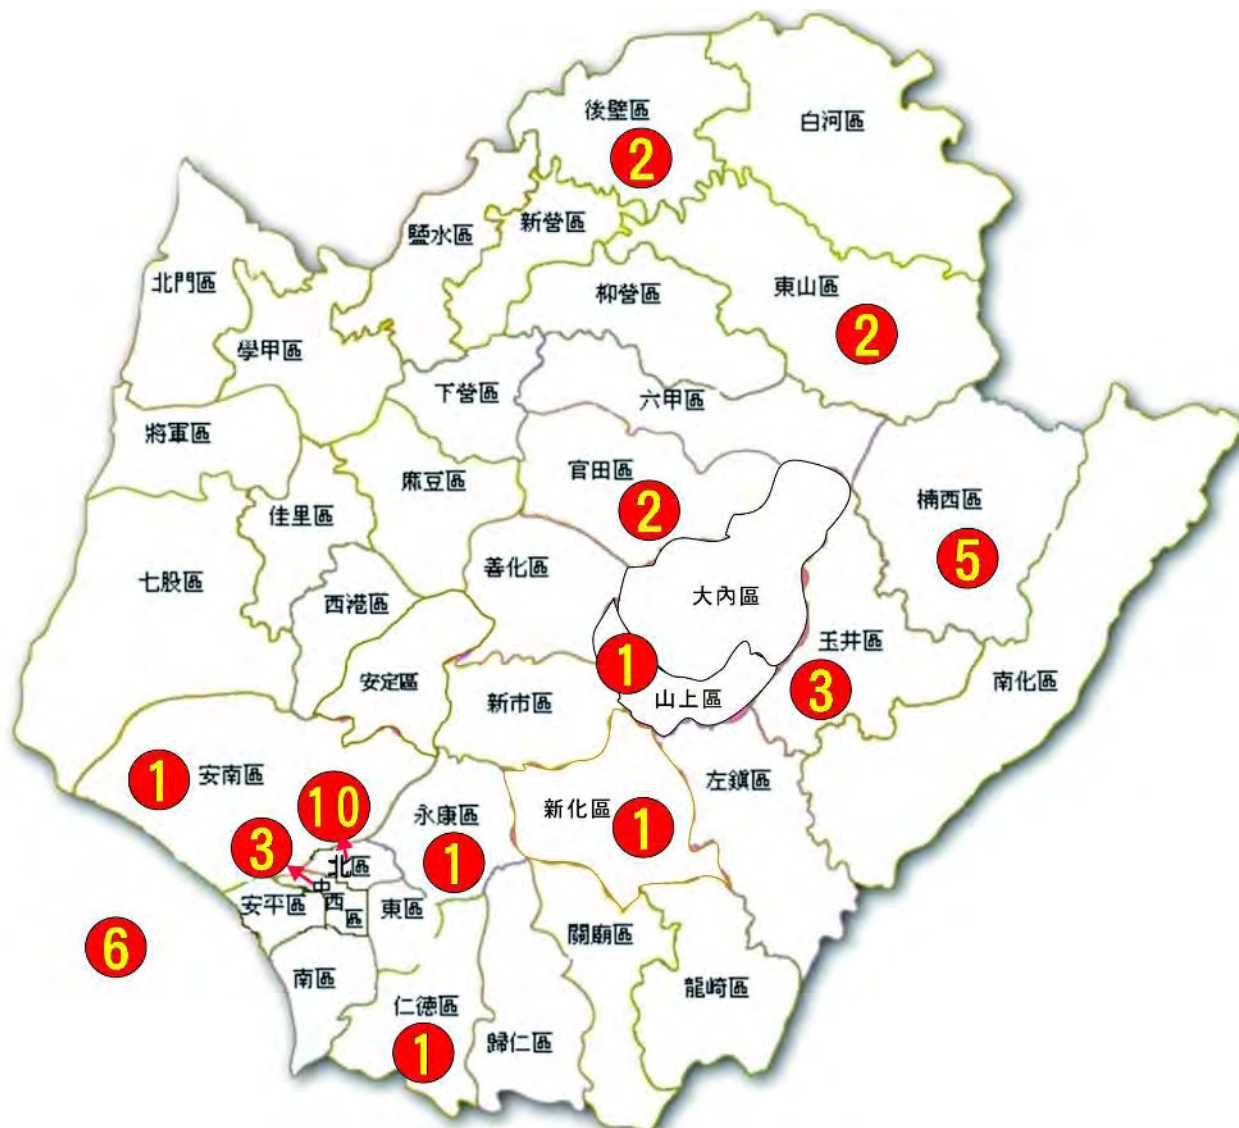 後壁區
2
白河區
鹽水區
新營區
北門區
柳營區
東山區
2
學甲區
下營區
六甲區
將軍區
麻豆區
官田區
2
楠西區
5
佳里區
七股區
西港區
善化區
大內區
玉井區
3
安定區
新市區
1
山上區
南化區
1
安南區
10
3
永康區
1
新化區
1
左鎮區
北區
中西區
安平區
東區
6
關廟區
南區
龍崎區
仁德區
1
歸仁區